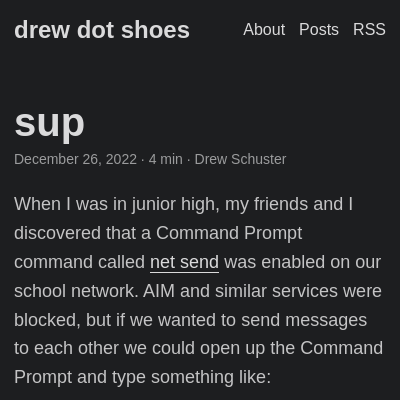 drew dot shoes
About Posts RSS
sup
December 26, 2022 · 4 min · Drew Schuster
When I was in junior high, my friends and I
discovered that a Command Prompt
command called net send was enabled on our
school network. AIM and similar services were
blocked, but if we wanted to send messages
to each other we could open up the Command
Prompt and type something like: